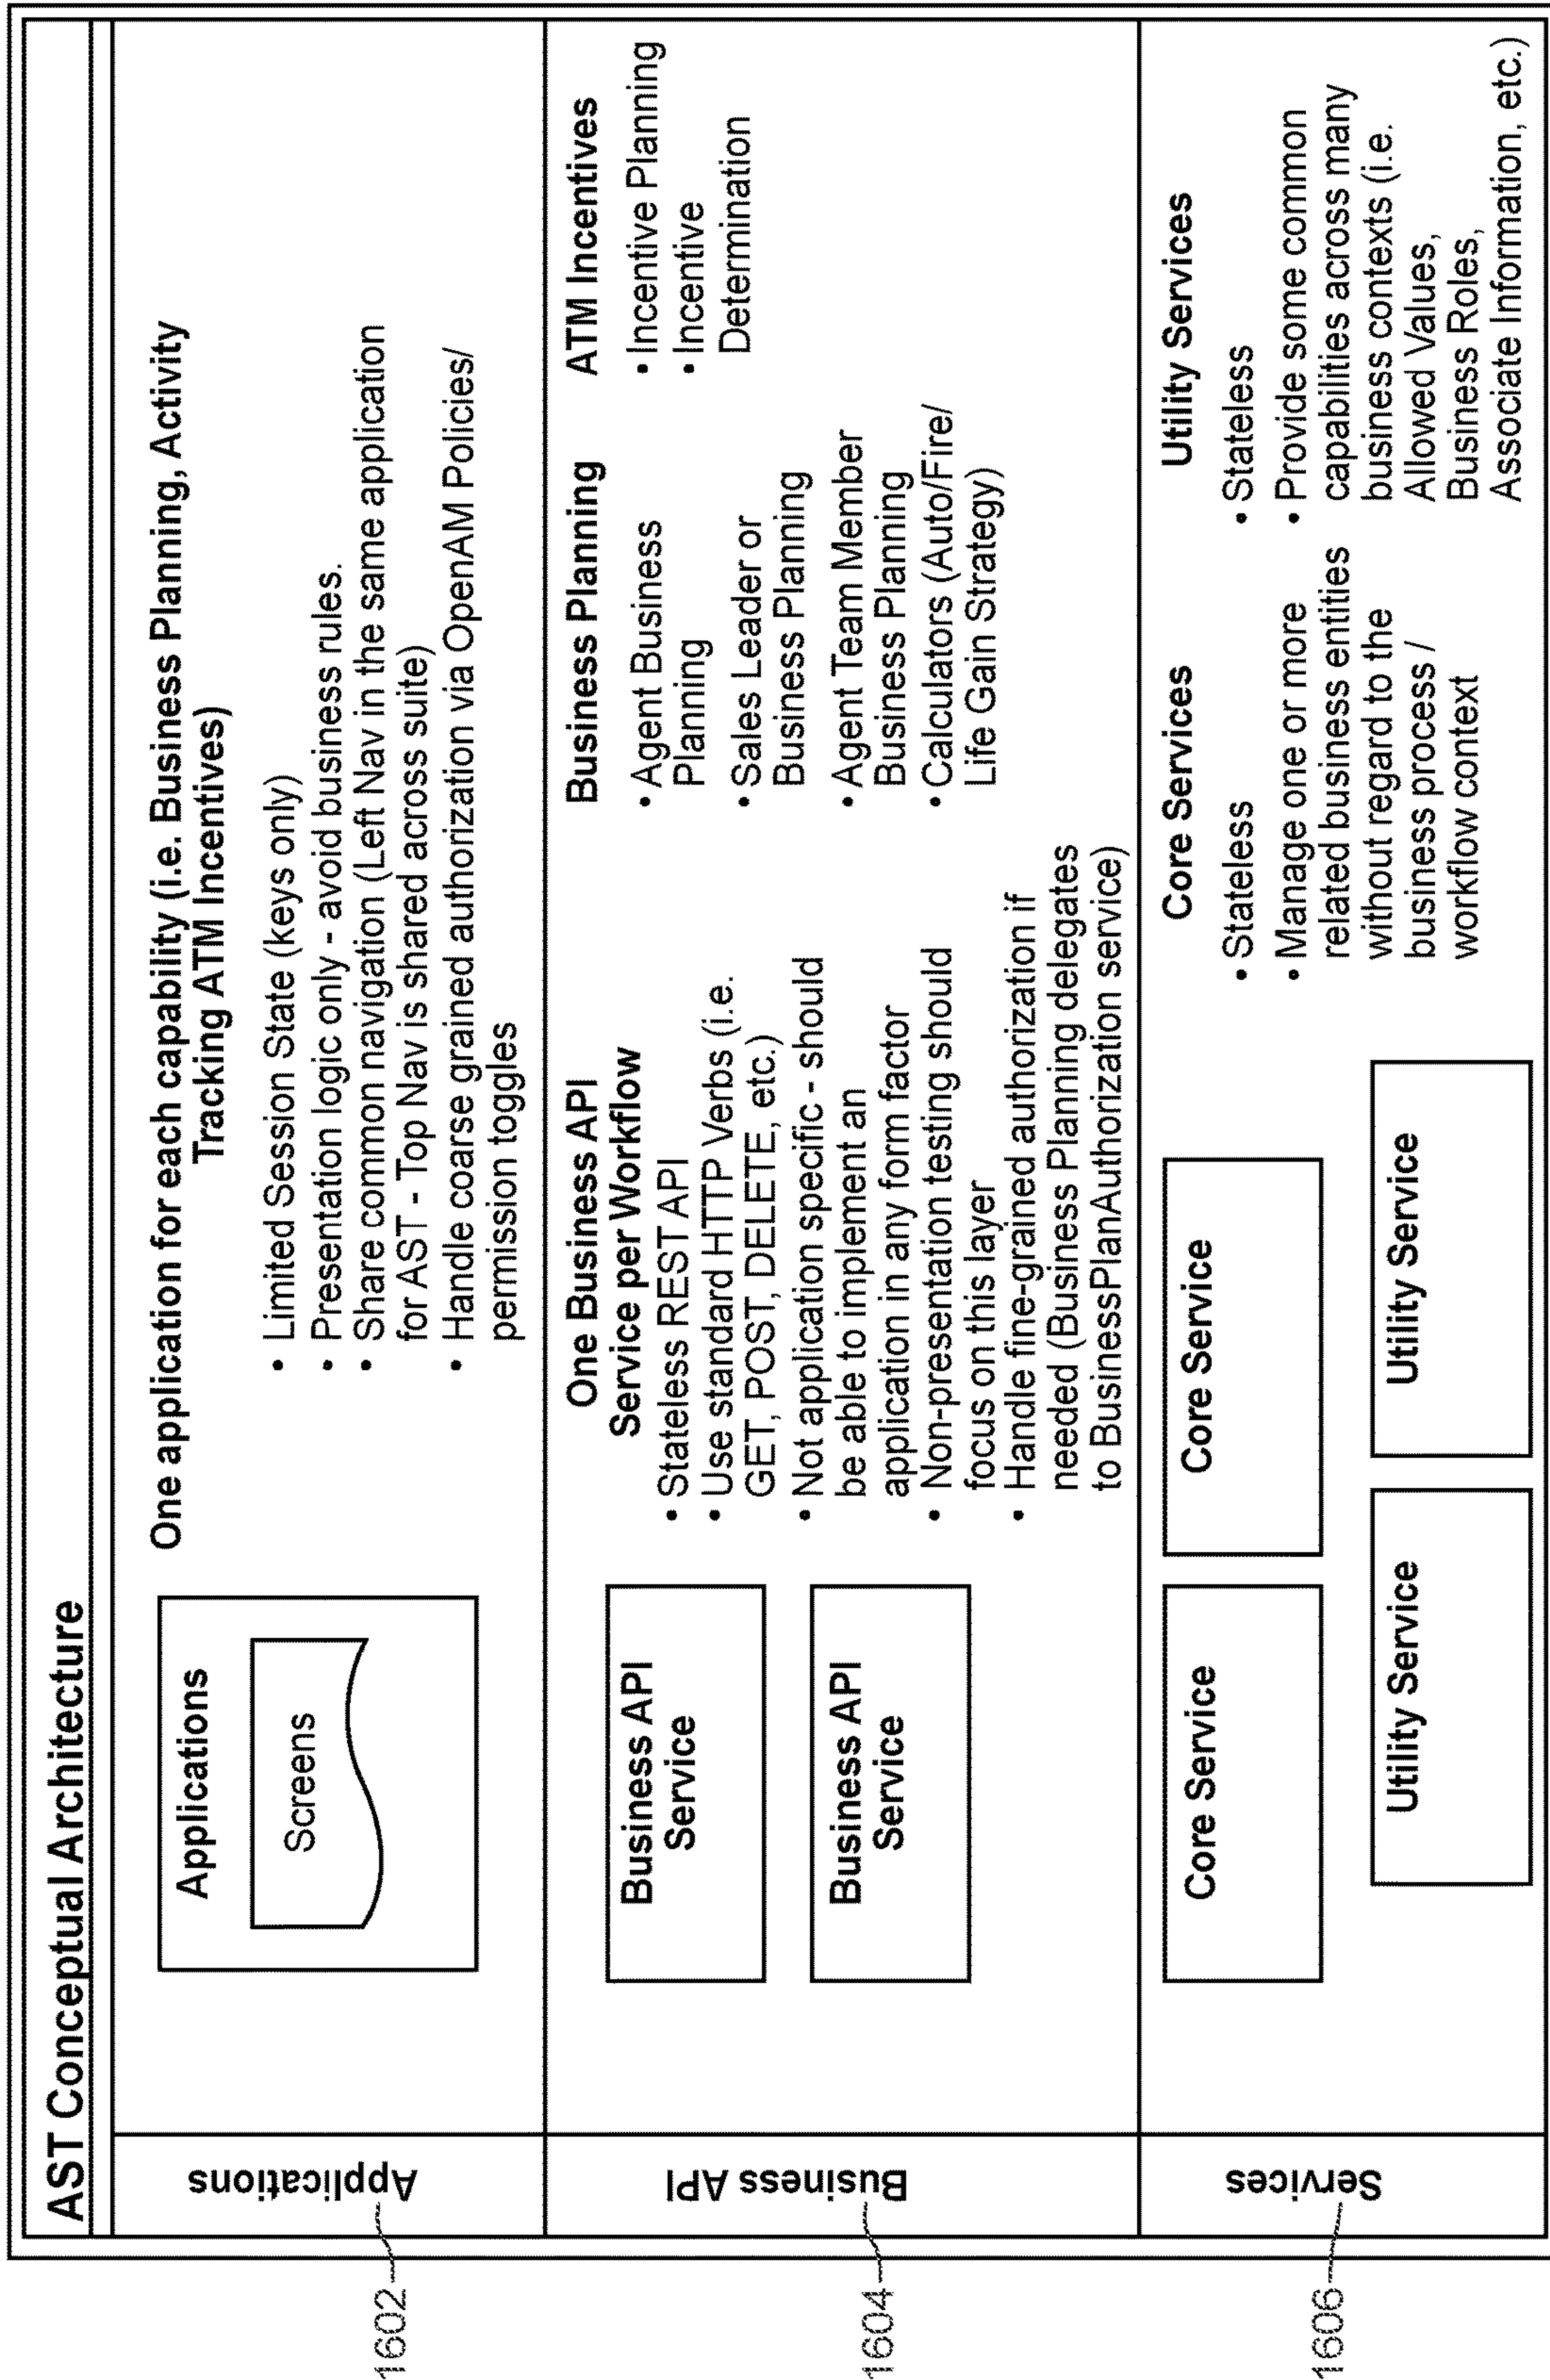 AST Conceptual Architecture
1602
Applications
Applications
Screens
One application for each capability (i.e. Business Planning, Activity
Tracking ATM Incentives)
• Limited Session State (keys only)
• Presentation logic only - avoid business rules.
• Share common navigation (Left Nav in the same application
for AST - Top Nav is shared across suite)
• Handle coarse grained authorization via OpenAM Policies/
permission toggles
1604
Business API
Business API
Service
Business API
Service
One Business API
Service per Workflow
• Stateless REST API
• Use standard HTTP Verbs (i.e.
GET, POST, DELETE, etc.)
• Not application specific - should
be able to implement an
application in any form factor
• Non-presentation testing should
focus on this layer
• Handle fine-grained authorization if
needed (Business Planning delegates
to BusinessPlanAuthorization service)
Business Planning
• Agent Business
Planning
• Sales Leader or
Business Planning
• Agent Team Member
Business Planning
• Calculators (Auto/Fire/
Life Gain Strategy)
ATM Incentives
• Incentive Planning
• Incentive
Determination
1606
Services
Core Service
Core Service
Utility Service
Utility Service
Core Services
• Stateless
• Manage one or more
related business entities
without regard to the
business process /
workflow context
Utility Services
• Stateless
• Provide some common
capabilities across many
business contexts (i.e.
Allowed Values,
Business Roles,
Associate Information, etc.)